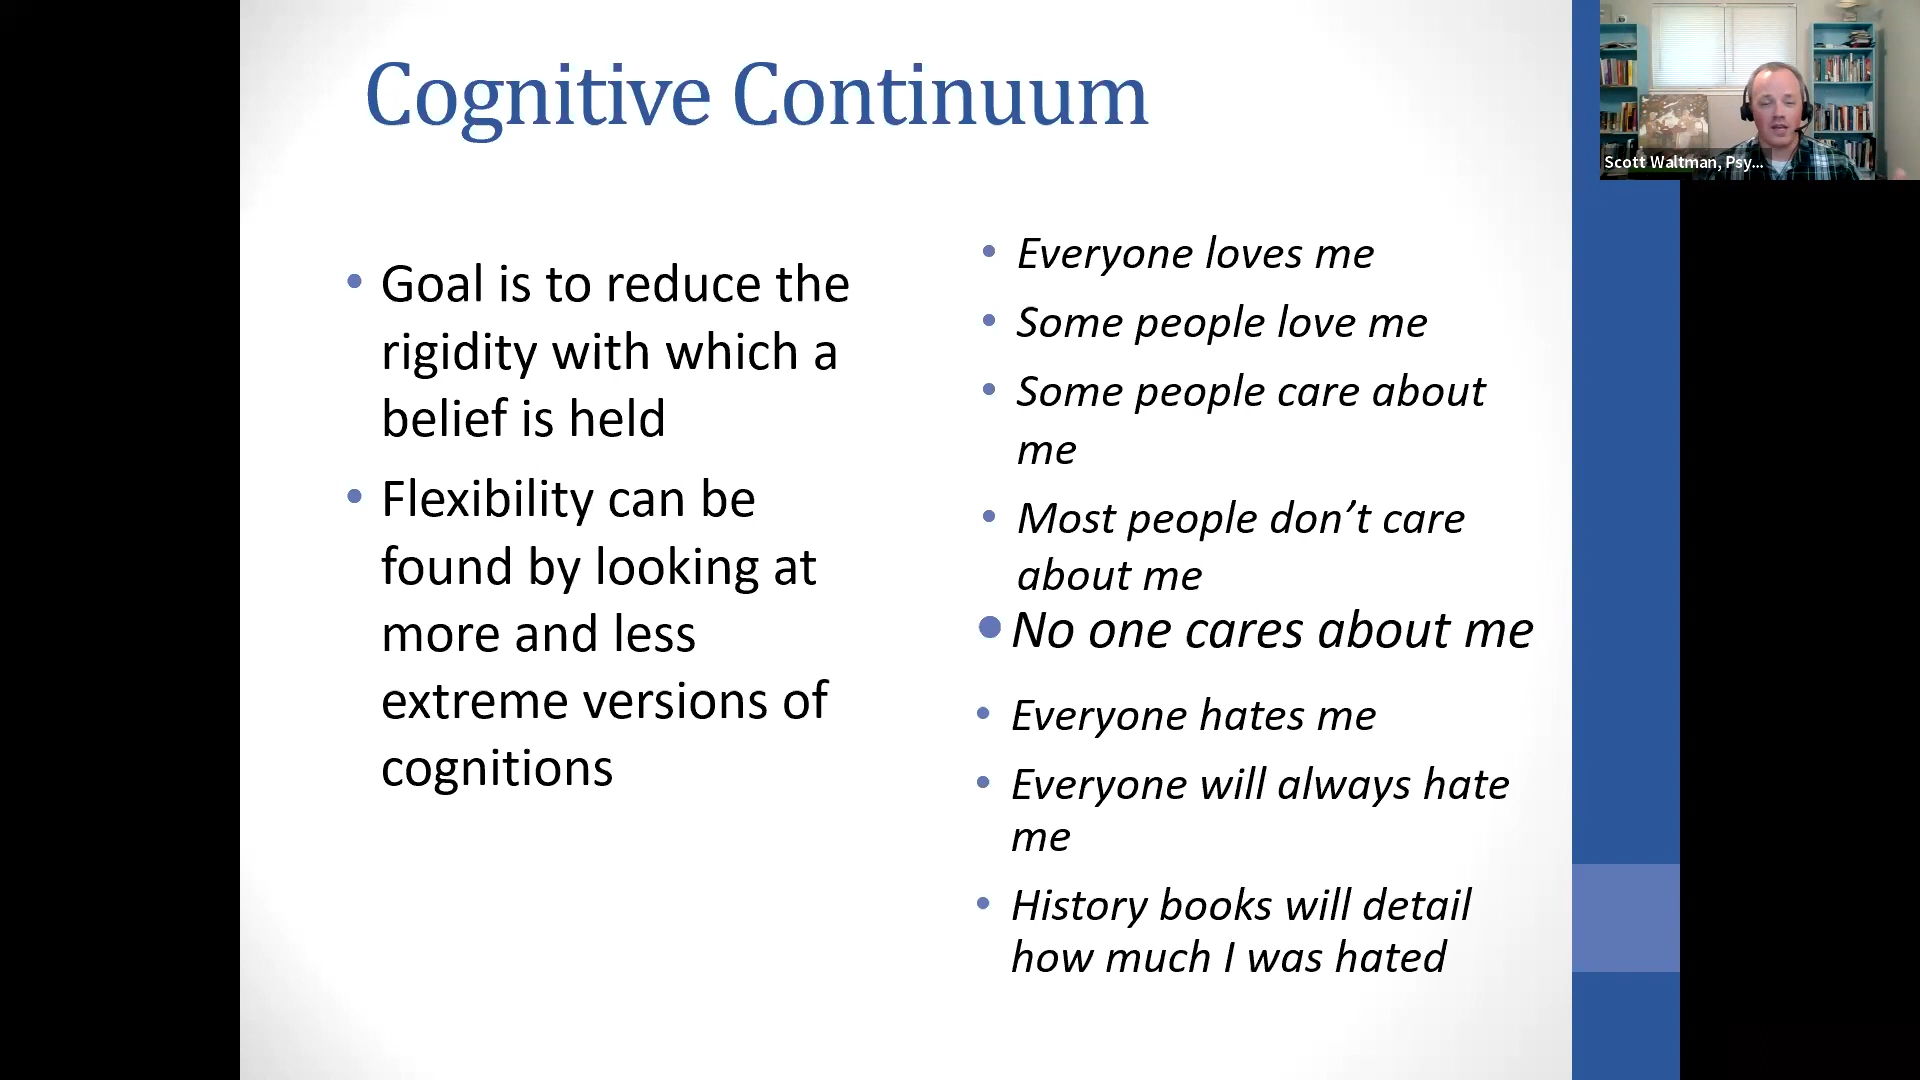 Cognitive Continuum
Scott Waltman, Psy...
• Goal is to reduce the
rigidity with which a
belief is held
• Flexibility can be
found by looking at
more and less
extreme versions of
cognitions
• Everyone loves me
• Some people love me
• Some people care about
me
• Most people don’t care
about me
• No one cares about me
• Everyone hates me
• Everyone will always hate
me
• History books will detail
how much I was hated